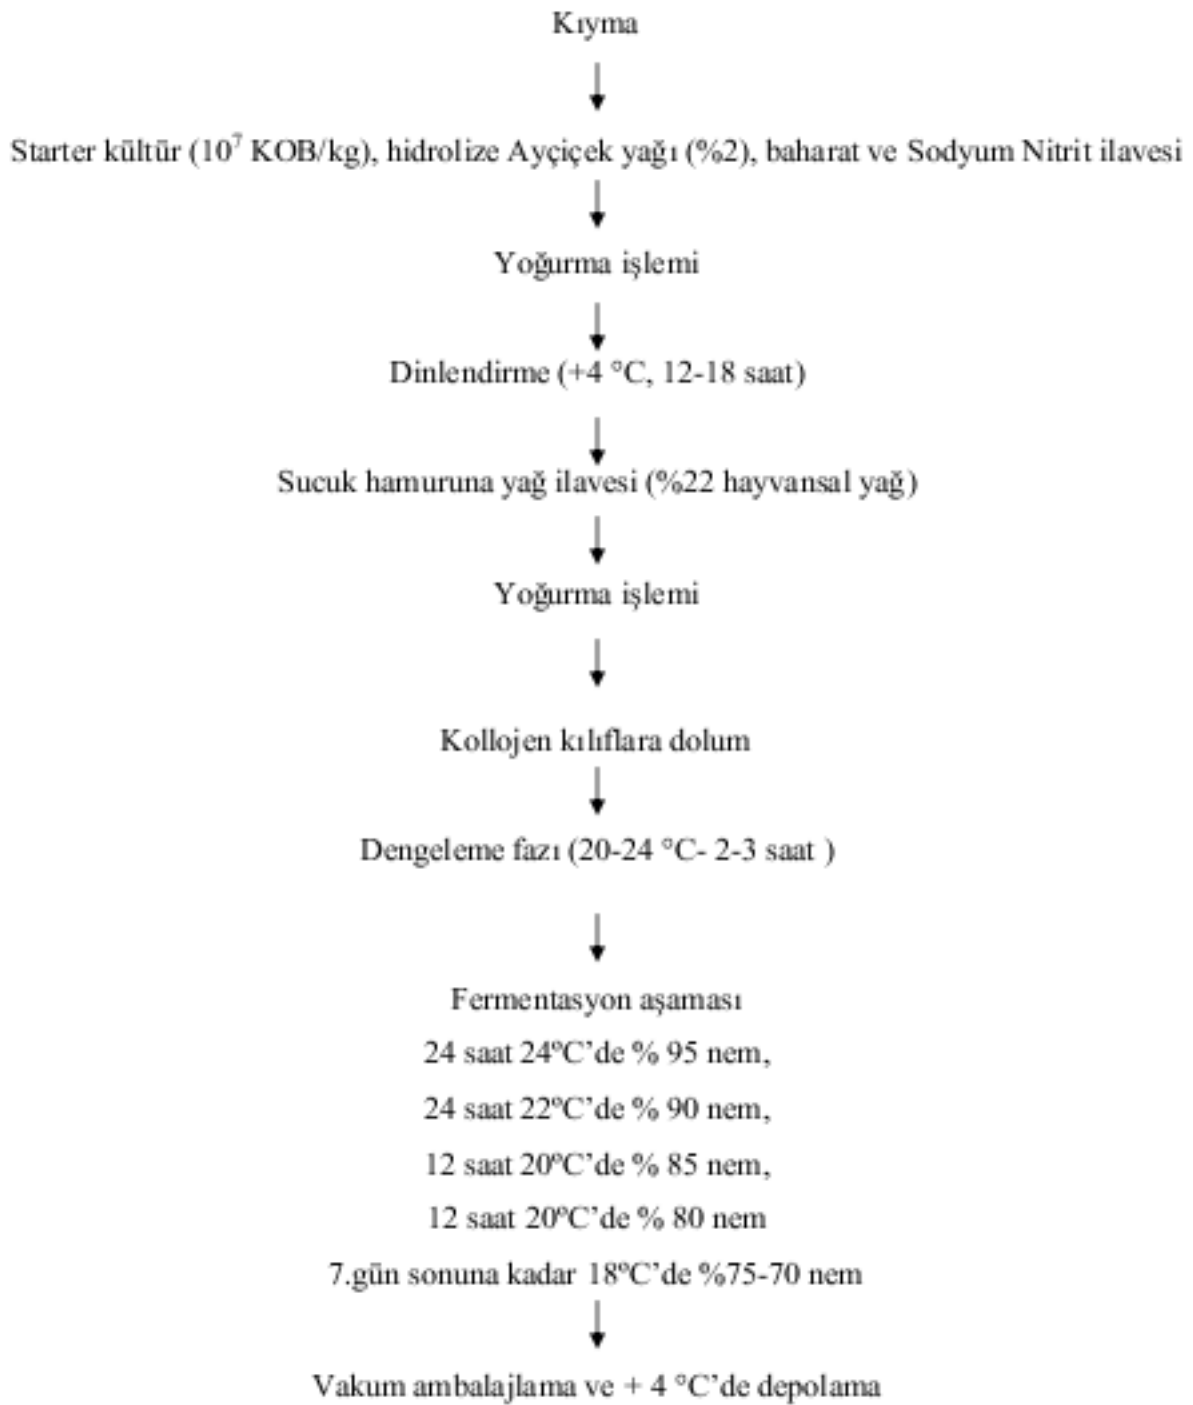 Kıyma
Starter kültür (10⁷ KOB/kg), hidrolize Ayçiçek yağı (%2), baharat ve Sodyum Nitrit ilavesi
Yoğurma işlemi
Dinlendirme (+4 °C, 12-18 saat)
Sucuk hamuruna yağ ilavesi (%22 hayvansal yağ)
Yoğurma işlemi
Kollojen kılıflara dolum
Dengeleme fazı (20-24 °C- 2-3 saat )
Fermentasyon aşaması
24 saat 24ºC’de % 95 nem,
24 saat 22ºC’de % 90 nem,
12 saat 20ºC’de % 85 nem,
12 saat 20ºC’de % 80 nem
7.gün sonuna kadar 18ºC’de %75-70 nem
Vakum ambalajlama ve + 4 °C’de depolama